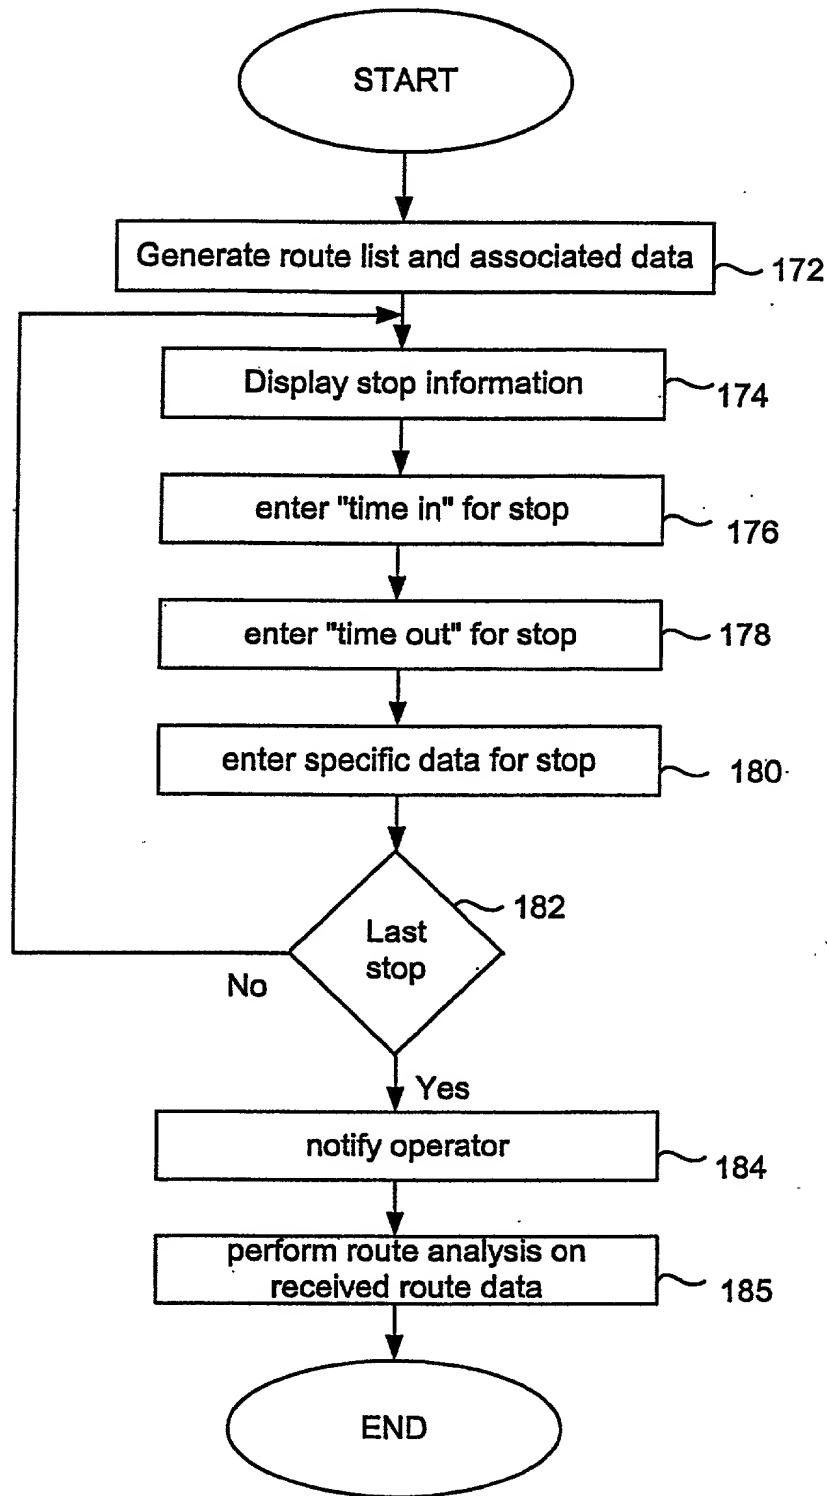 START
Generate route list and associated data
172
Display stop information
174
enter "time in" for stop
176
enter "time out" for stop
178
enter specific data for stop
180
Last
stop
182
No
Yes
notify operator
184
perform route analysis on
received route data
185
END